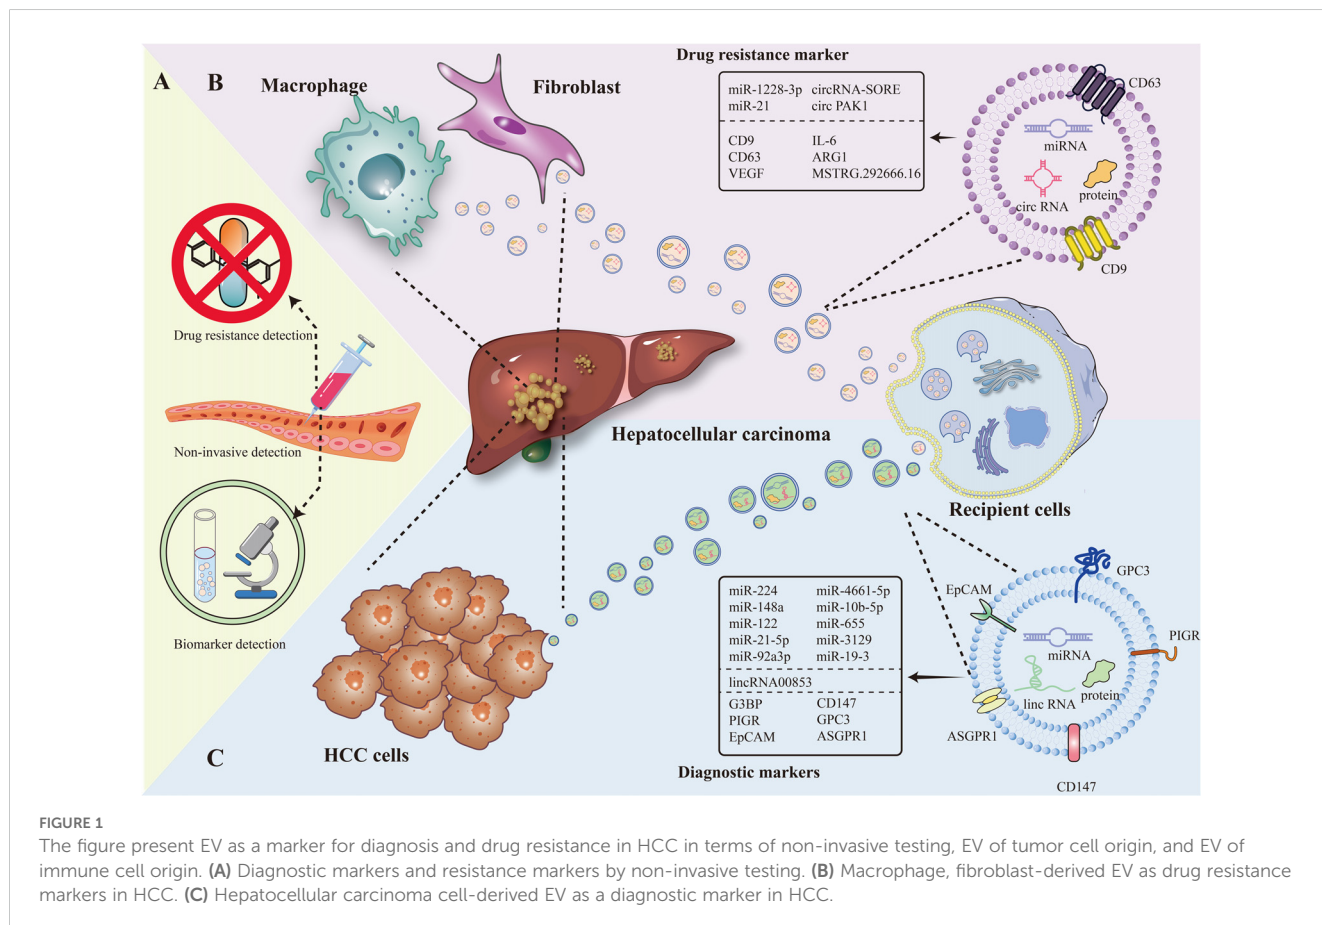 A
B
Macrophage
Fibroblast
Drug resistance marker
miR-1228-3p circRNA-SORE
miR-21 circ PAK1
CD9 IL-6
CD63 ARG1
VEGF MSTRG.292666.16
CD63
miRNA
circ RNA
protein
CD9
Drug resistance detection
Non-invasive detection
Biomarker detection
Hepatocellular carcinoma
Recipient cells
C
HCC cells
miR-224 miR-4661-5p
miR-148a miR-10b-5p
miR-122 miR-655
miR-21-5p miR-3129
miR-92a3p miR-19-3
lincRNA00853
G3BP CD147
PIGR GPC3
EpCAM ASGPR1
Diagnostic markers
GPC3
EpCAM
PIGR
miRNA
linc RNA
protein
ASGPR1
CD147
FIGURE 1
The figure present EV as a marker for diagnosis and drug resistance in HCC in terms of non-invasive testing, EV of tumor cell origin, and EV of
immune cell origin. (A) Diagnostic markers and resistance markers by non-invasive testing. (B) Macrophage, fibroblast-derived EV as drug resistance
markers in HCC. (C) Hepatocellular carcinoma cell-derived EV as a diagnostic marker in HCC.